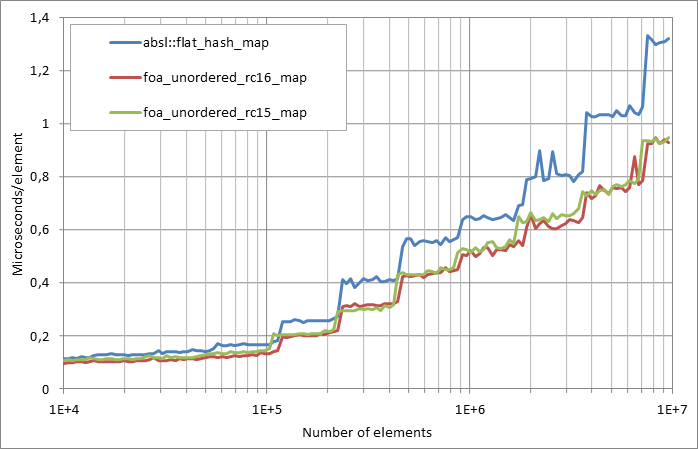 1,4
1,2
1
0,8
0,6
0,4
0,2
0
Microseconds/element
absl::flat_hash_map
foa_unordered_rc16_map
foa_unordered_rc15_map
1E+4
1E+5
1E+6
1E+7
Number of elements